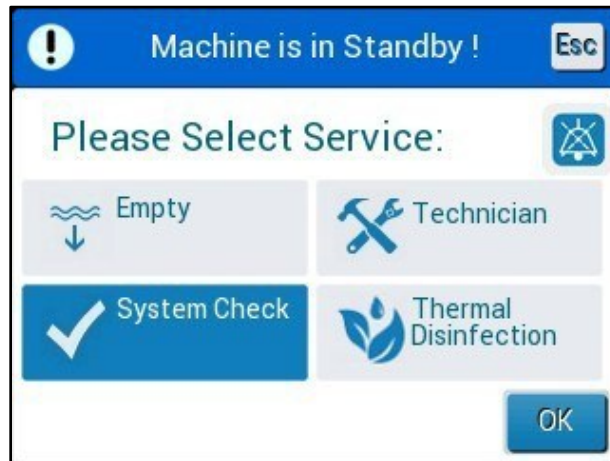 Machine is in Standby !
Esc
Please Select Service:
Empty
Technician
System Check
Thermal
Disinfection
OK